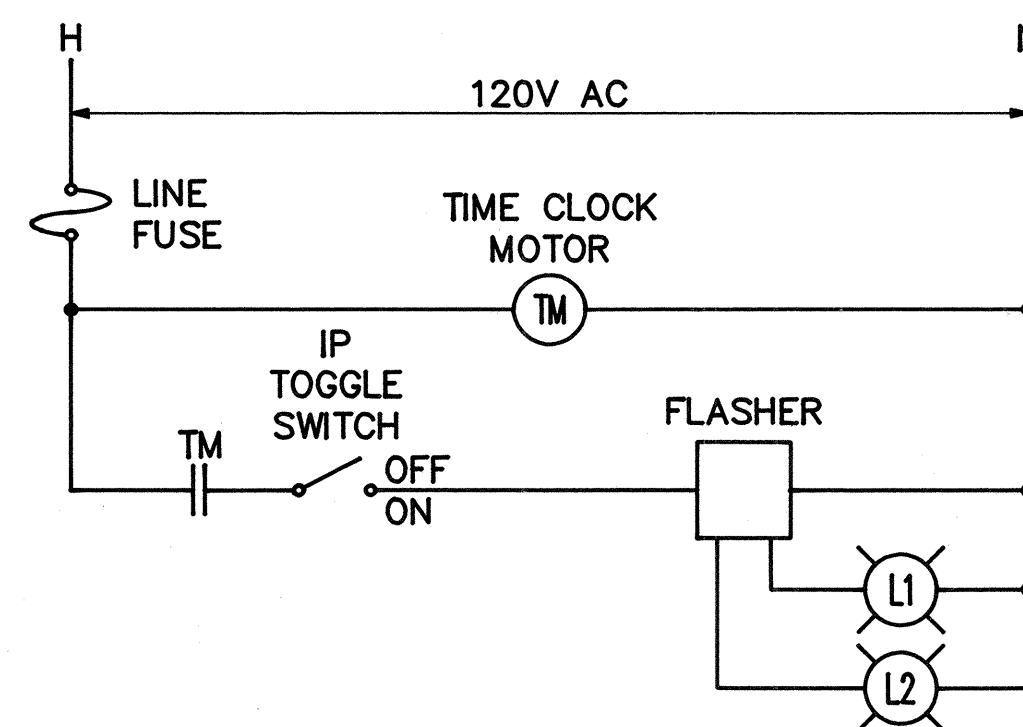 H
120V AC
LINE
FUSE
TIME CLOCK
MOTOR
TM
IP
TOGGLE
SWITCH
TM
OFF
ON
FLASHER
L1
L2